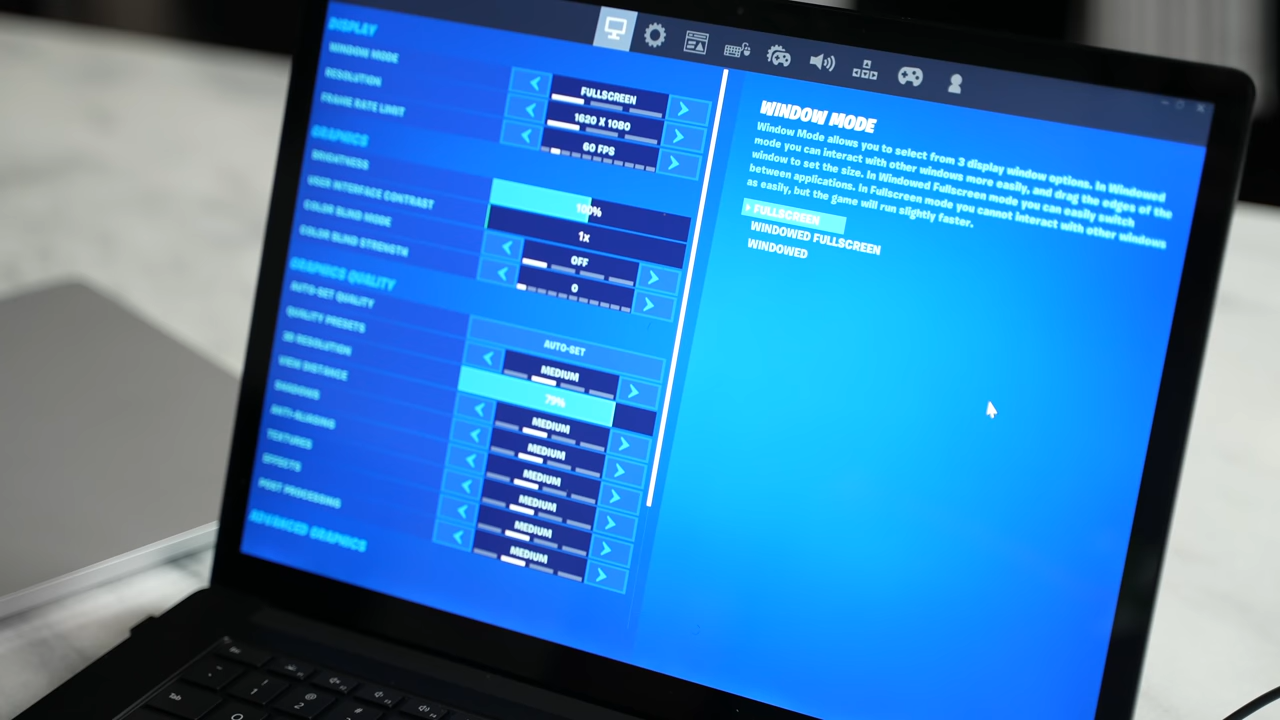 DISPLAY
WINDOW MODE
FULLSCREEN
RESOLUTION
1620 X 1080
FRAME RATE LIMIT
60 FPS
GRAPHICS
BRIGHTNESS
100%
USER INTERFACE CONTRAST
1x
COLOR BLIND MODE
OFF
COLOR BLIND STRENGTH
0
GRAPHICS QUALITY
AUTO-SET QUALITY
AUTO-SET
QUALITY PRESETS
MEDIUM
3D RESOLUTION
79%
VIEW DISTANCE
MEDIUM
SHADOWS
MEDIUM
ANTI-ALIASING
MEDIUM
TEXTURES
MEDIUM
EFFECTS
MEDIUM
POST PROCESSING
MEDIUM
ADVANCED GRAPHICS
WINDOW MODE
Window Mode allows you to select from 3 display window options. In Windowed
mode you can interact with other windows more easily, and drag the edges of the
window to set the size. In Windowed Fullscreen mode you can easily switch
between applications. In Fullscreen mode you cannot interact with other windows
as easily, but the game will run slightly faster.
FULLSCREEN
WINDOWED FULLSCREEN
WINDOWED
Tab
1
2